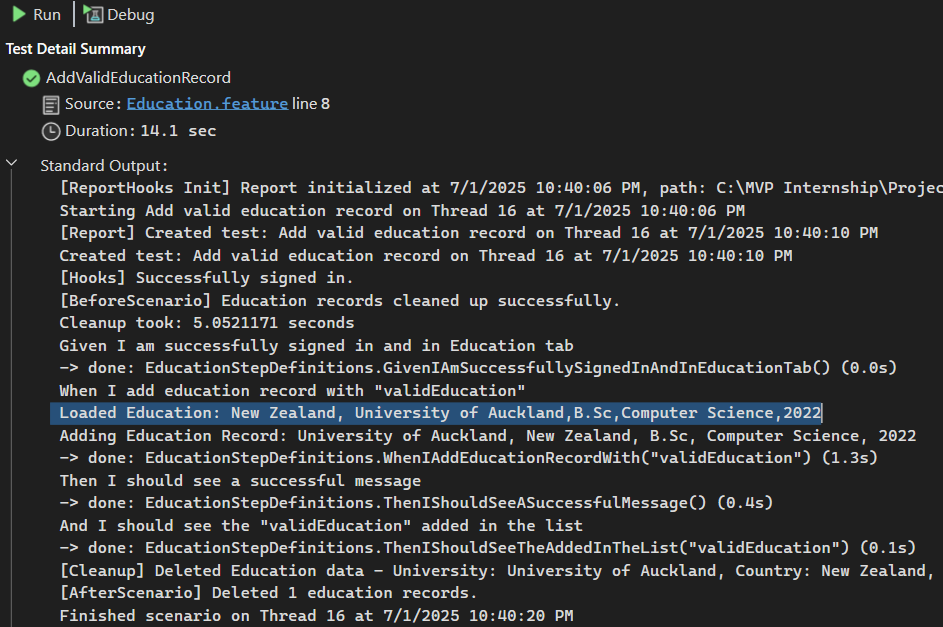 Run Debug
Test Detail Summary
AddValidEducationRecord
Source: Education.feature line 8
Duration: 14.1 sec
Standard Output:
[ReportHooks Init] Report initialized at 7/1/2025 10:40:06 PM, path: C:\MVP Internship\Projec
Starting Add valid education record on Thread 16 at 7/1/2025 10:40:06 PM
[Report] Created test: Add valid education record on Thread 16 at 7/1/2025 10:40:10 PM
Created test: Add valid education record on Thread 16 at 7/1/2025 10:40:10 PM
[Hooks] Successfully signed in.
[BeforeScenario] Education records cleaned up successfully.
Cleanup took: 5.0521171 seconds
Given I am successfully signed in and in Education tab
-> done: EducationStepDefinitions.GivenIAmSuccessfullySignedInAndInEducationTab() (0.0s)
When I add education record with "validEducation"
Loaded Education: New Zealand, University of Auckland,B.Sc,Computer Science,2022
Adding Education Record: University of Auckland, New Zealand, B.Sc, Computer Science, 2022
-> done: EducationStepDefinitions.WhenIAddEducationRecordWith("validEducation") (1.3s)
Then I should see a successful message
-> done: EducationStepDefinitions.ThenIShouldSeeASuccessfulMessage() (0.4s)
And I should see the "validEducation" added in the list
-> done: EducationStepDefinitions.ThenIShouldSeeTheAddedInTheList("validEducation") (0.1s)
[Cleanup] Deleted Education data - University: University of Auckland, Country: New Zealand,
[AfterScenario] Deleted 1 education records.
Finished scenario on Thread 16 at 7/1/2025 10:40:20 PM